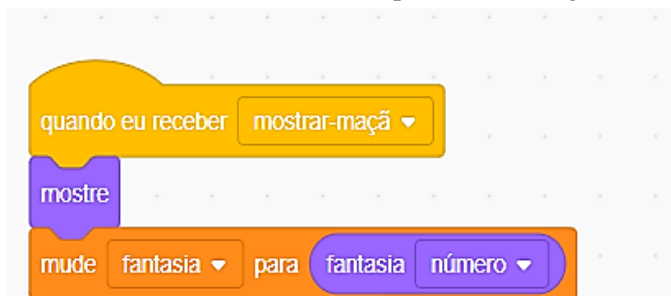 quando eu receber mostrar-maçã
mostre
mude fantasia para fantasia número